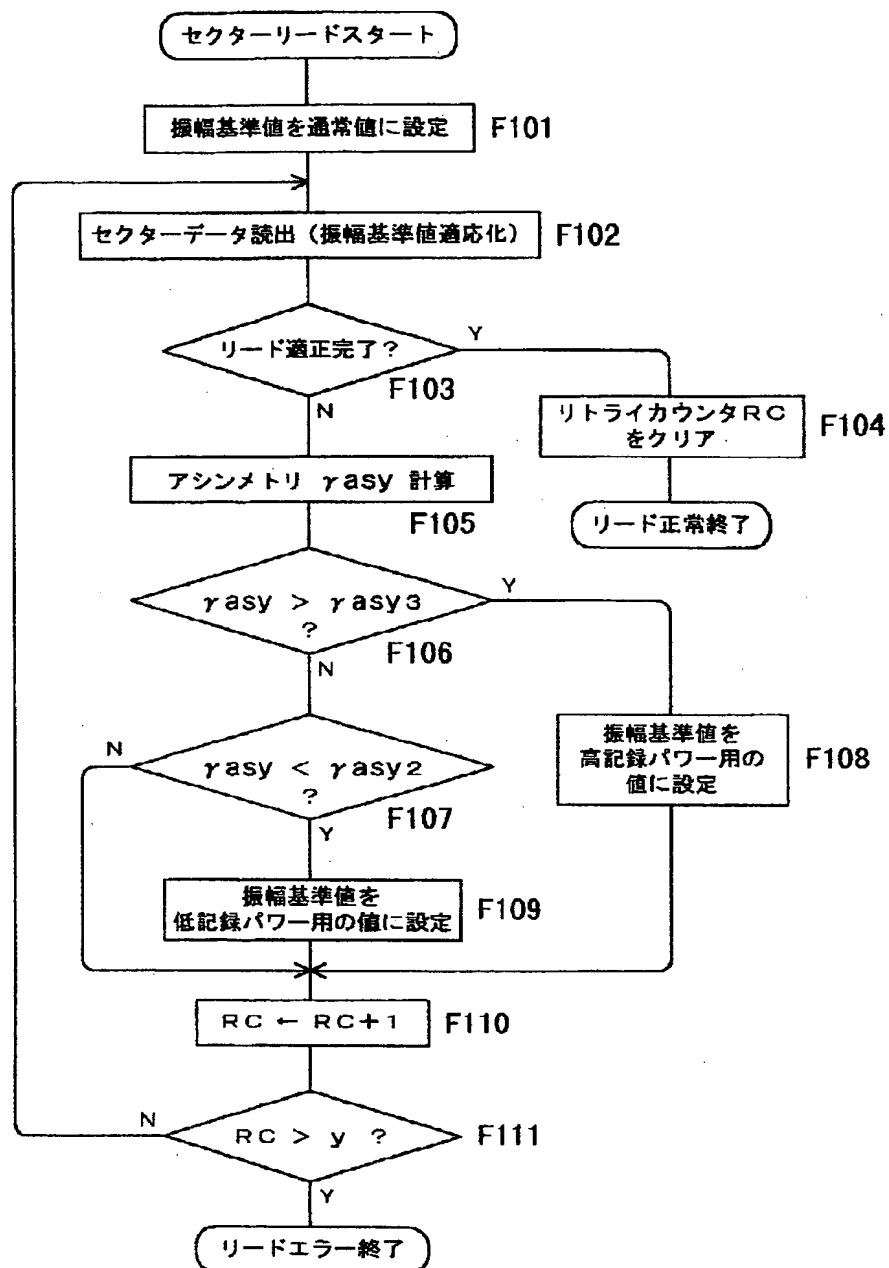 セクターリードスタート
振幅基準値を通常値に設定
F101
セクターデータ読出（振幅基準値適応化）
F102
リード適正完了？
Y
F103
N
リトライカウンタRC
をクリア
F104
アシンメトリ γasy 計算
F105
リード正常終了
γasy > γasy3
?
Y
F106
N
振幅基準値を
高記録パワー用の
値に設定
F108
N
γasy < γasy2
?
F107
Y
振幅基準値を
低記録パワー用の値に設定
F109
RC ← RC+1
F110
N
RC > y ?
F111
Y
リードエラー終了